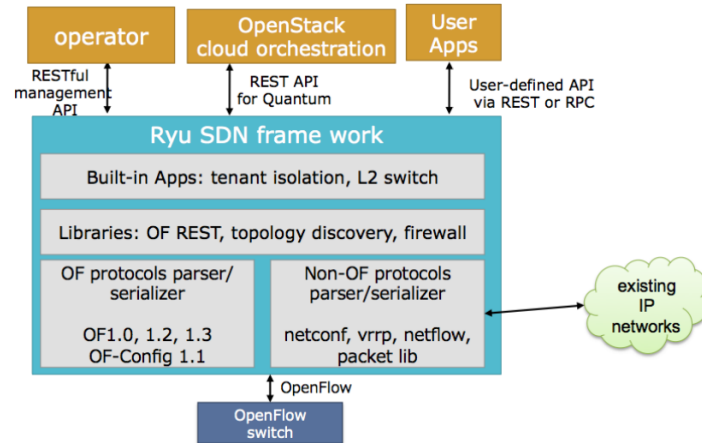 operator
OpenStack
cloud orchestration
User
Apps
RESTful
management
API
REST API
for Quantum
User-defined API
via REST or RPC
Ryu SDN frame work
Built-in Apps: tenant isolation, L2 switch
Libraries: OF REST, topology discovery, firewall
OF protocols parser/
serializer
OF1.0, 1.2, 1.3
OF-Config 1.1
Non-OF protocols
parser/serializer
netconf, vrrp, netflow,
packet lib
existing
IP
networks
OpenFlow
OpenFlow
switch